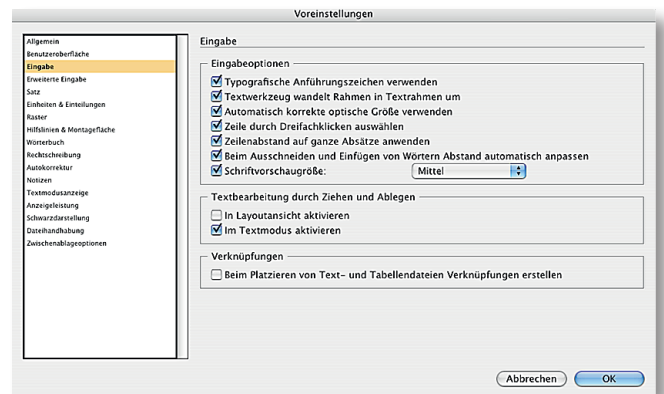 Voreinstellungen
Allgemein
Benutzeroberfläche
Eingabe
Erweiterte Eingabe
Satz
Einheiten & Einteilungen
Raster
Hilfslinien & Montagefläche
Wörterbuch
Rechtschreibung
Autokorrektur
Notizen
Textmodusanzeige
Anzeigeleistung
Schwarzdarstellung
Dateihandhabung
Zwischenablageoptionen
Eingabe
Eingabeoptionen
Typografische Anführungszeichen verwenden
Textwerkzeug wandelt Rahmen in Textrahmen um
Automatisch korrekte optische Größe verwenden
Zeile durch Dreifachklicken auswählen
Zeilenabstand auf ganze Absätze anwenden
Beim Ausschneiden und Einfügen von Wörtern Abstand automatisch anpassen
Schriftvorschaugröße: Mittel
Textbearbeitung durch Ziehen und Ablegen
In Layoutansicht aktivieren
Im Textmodus aktivieren
Verknüpfungen
Beim Platzieren von Text- und Tabellendateien Verknüpfungen erstellen
Abbrechen OK